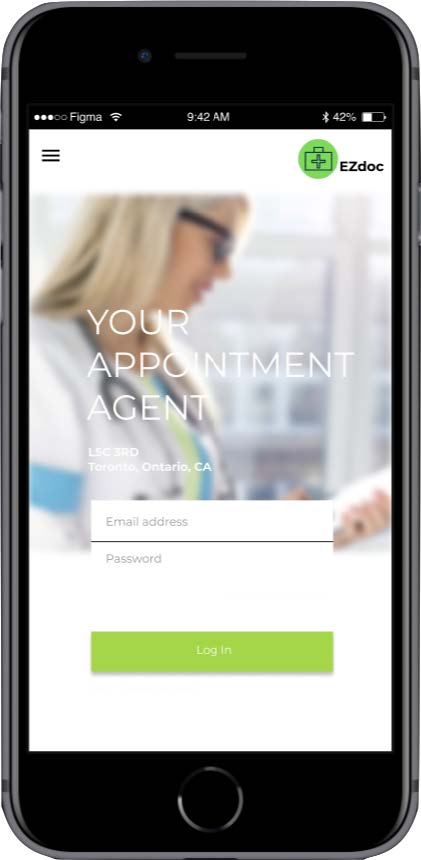 Figma 9:42 AM 42%
EZdoc
YOUR
APPOINTMENT
AGENT
L5C 3RD
Toronto, Ontario, CA
Email address
Password
Log In